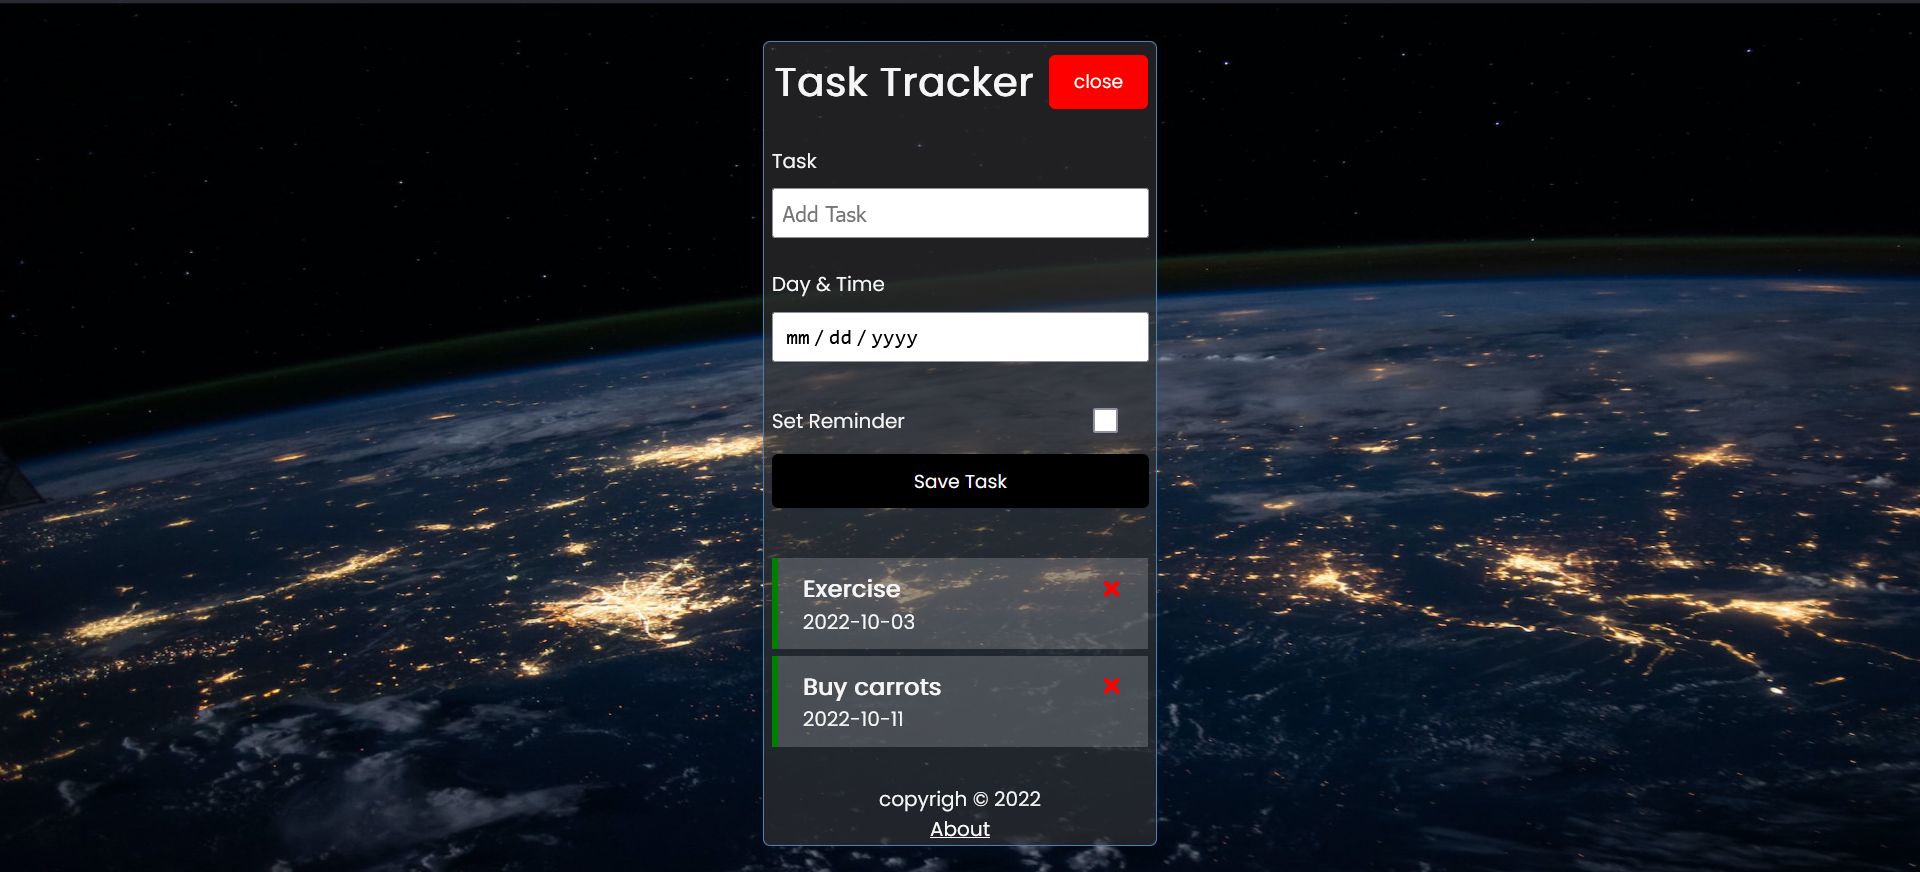 Task Tracker
close
Task
Add Task
Day & Time
mm / dd / yyyy
Set Reminder
Save Task
Exercise
2022-10-03
Buy carrots
2022-10-11
copyrigh © 2022
About